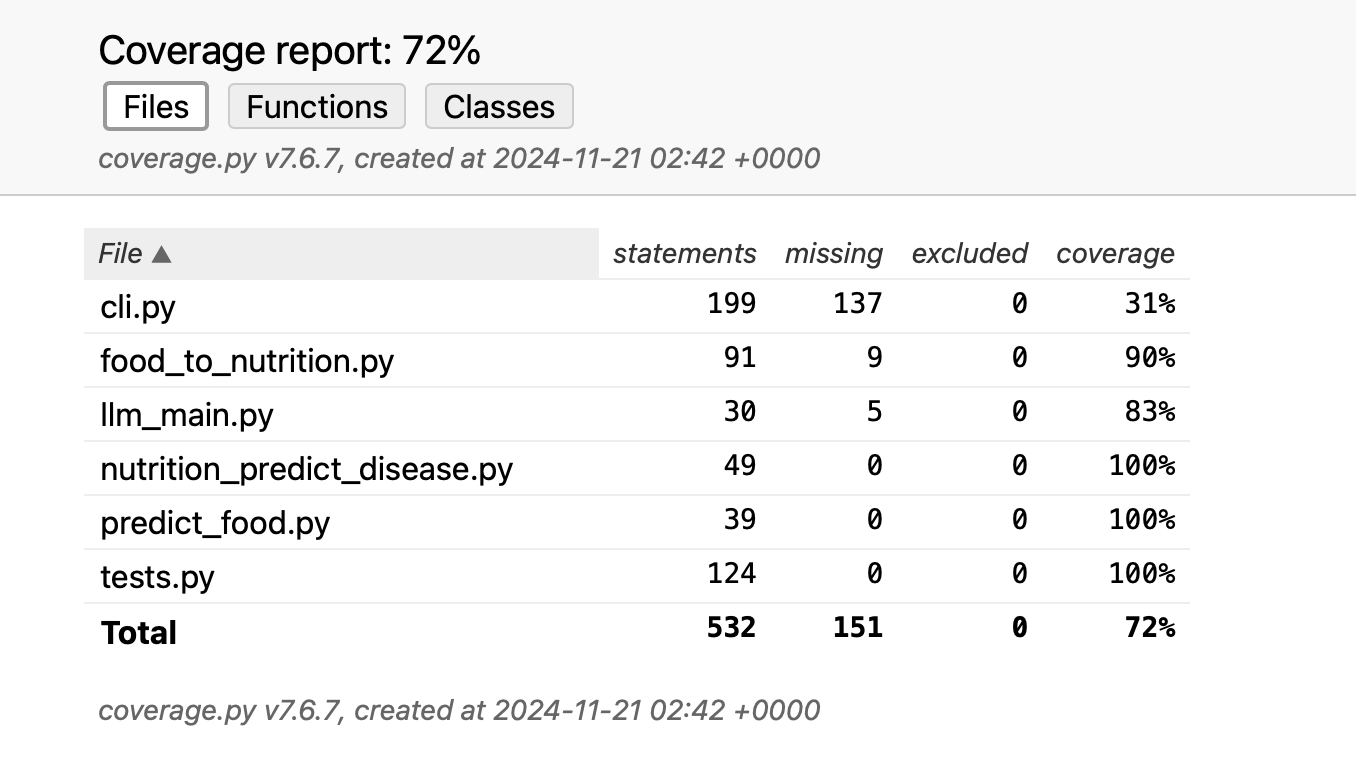 Coverage report: 72%
Files Functions Classes
coverage.py v7.6.7, created at 2024-11-21 02:42 +0000
File ▲ statements missing excluded coverage
cli.py 199 137 0 31%
food_to_nutrition.py 91 9 0 90%
llm_main.py 30 5 0 83%
nutrition_predict_disease.py 49 0 0 100%
predict_food.py 39 0 0 100%
tests.py 124 0 0 100%
Total 532 151 0 72%
coverage.py v7.6.7, created at 2024-11-21 02:42 +0000